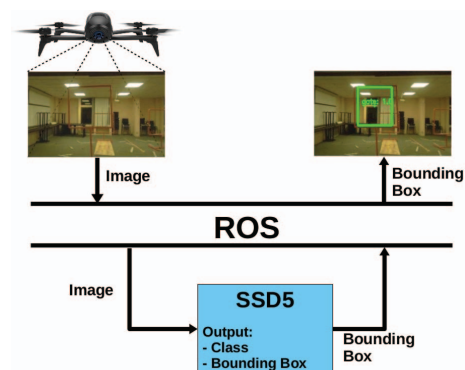 Image
Bounding
Box
ROS
Image
SSD5
Output:
- Class
- Bounding Box
Bounding
Box